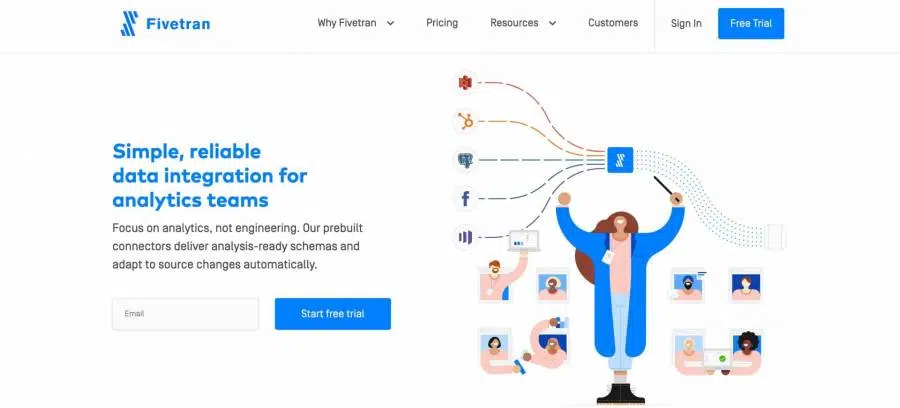 Fivetran
Why Fivetran
Pricing
Resources
Customers
Sign In
Free Trial
Simple, reliable
data integration for
analytics teams
Focus on analytics, not engineering. Our prebuilt
connectors deliver analysis-ready schemas and
adapt to source changes automatically.
Email
Start free trial